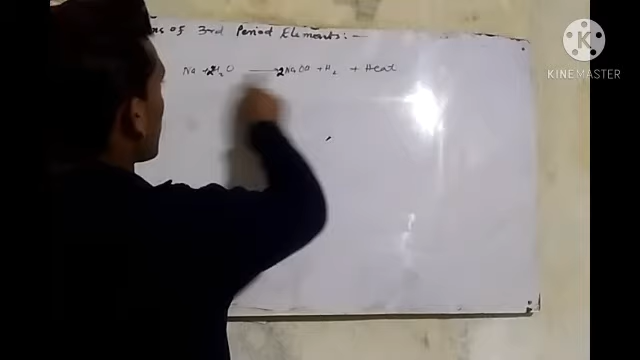 of 3rd Period Elements:-
Na + 2H₂O ⟶ 2NaOH + H₂ + Heat
KINEMASTER